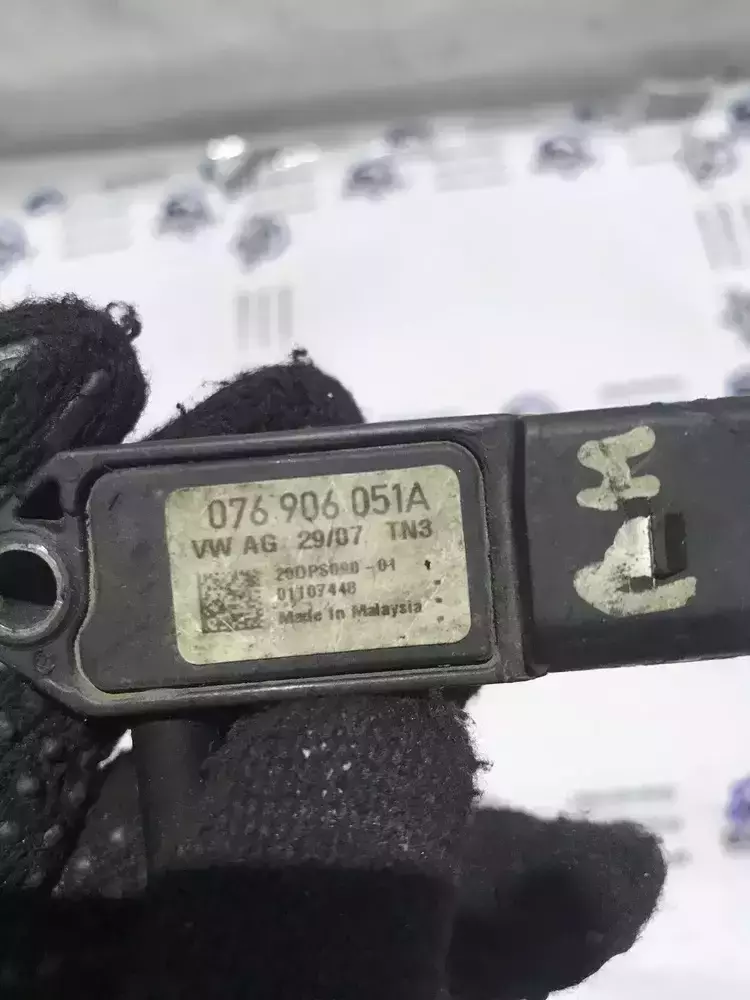 076 906 051A
VW AG 29/07 TN3
20DPS090-01
01107448
Made in Malaysia